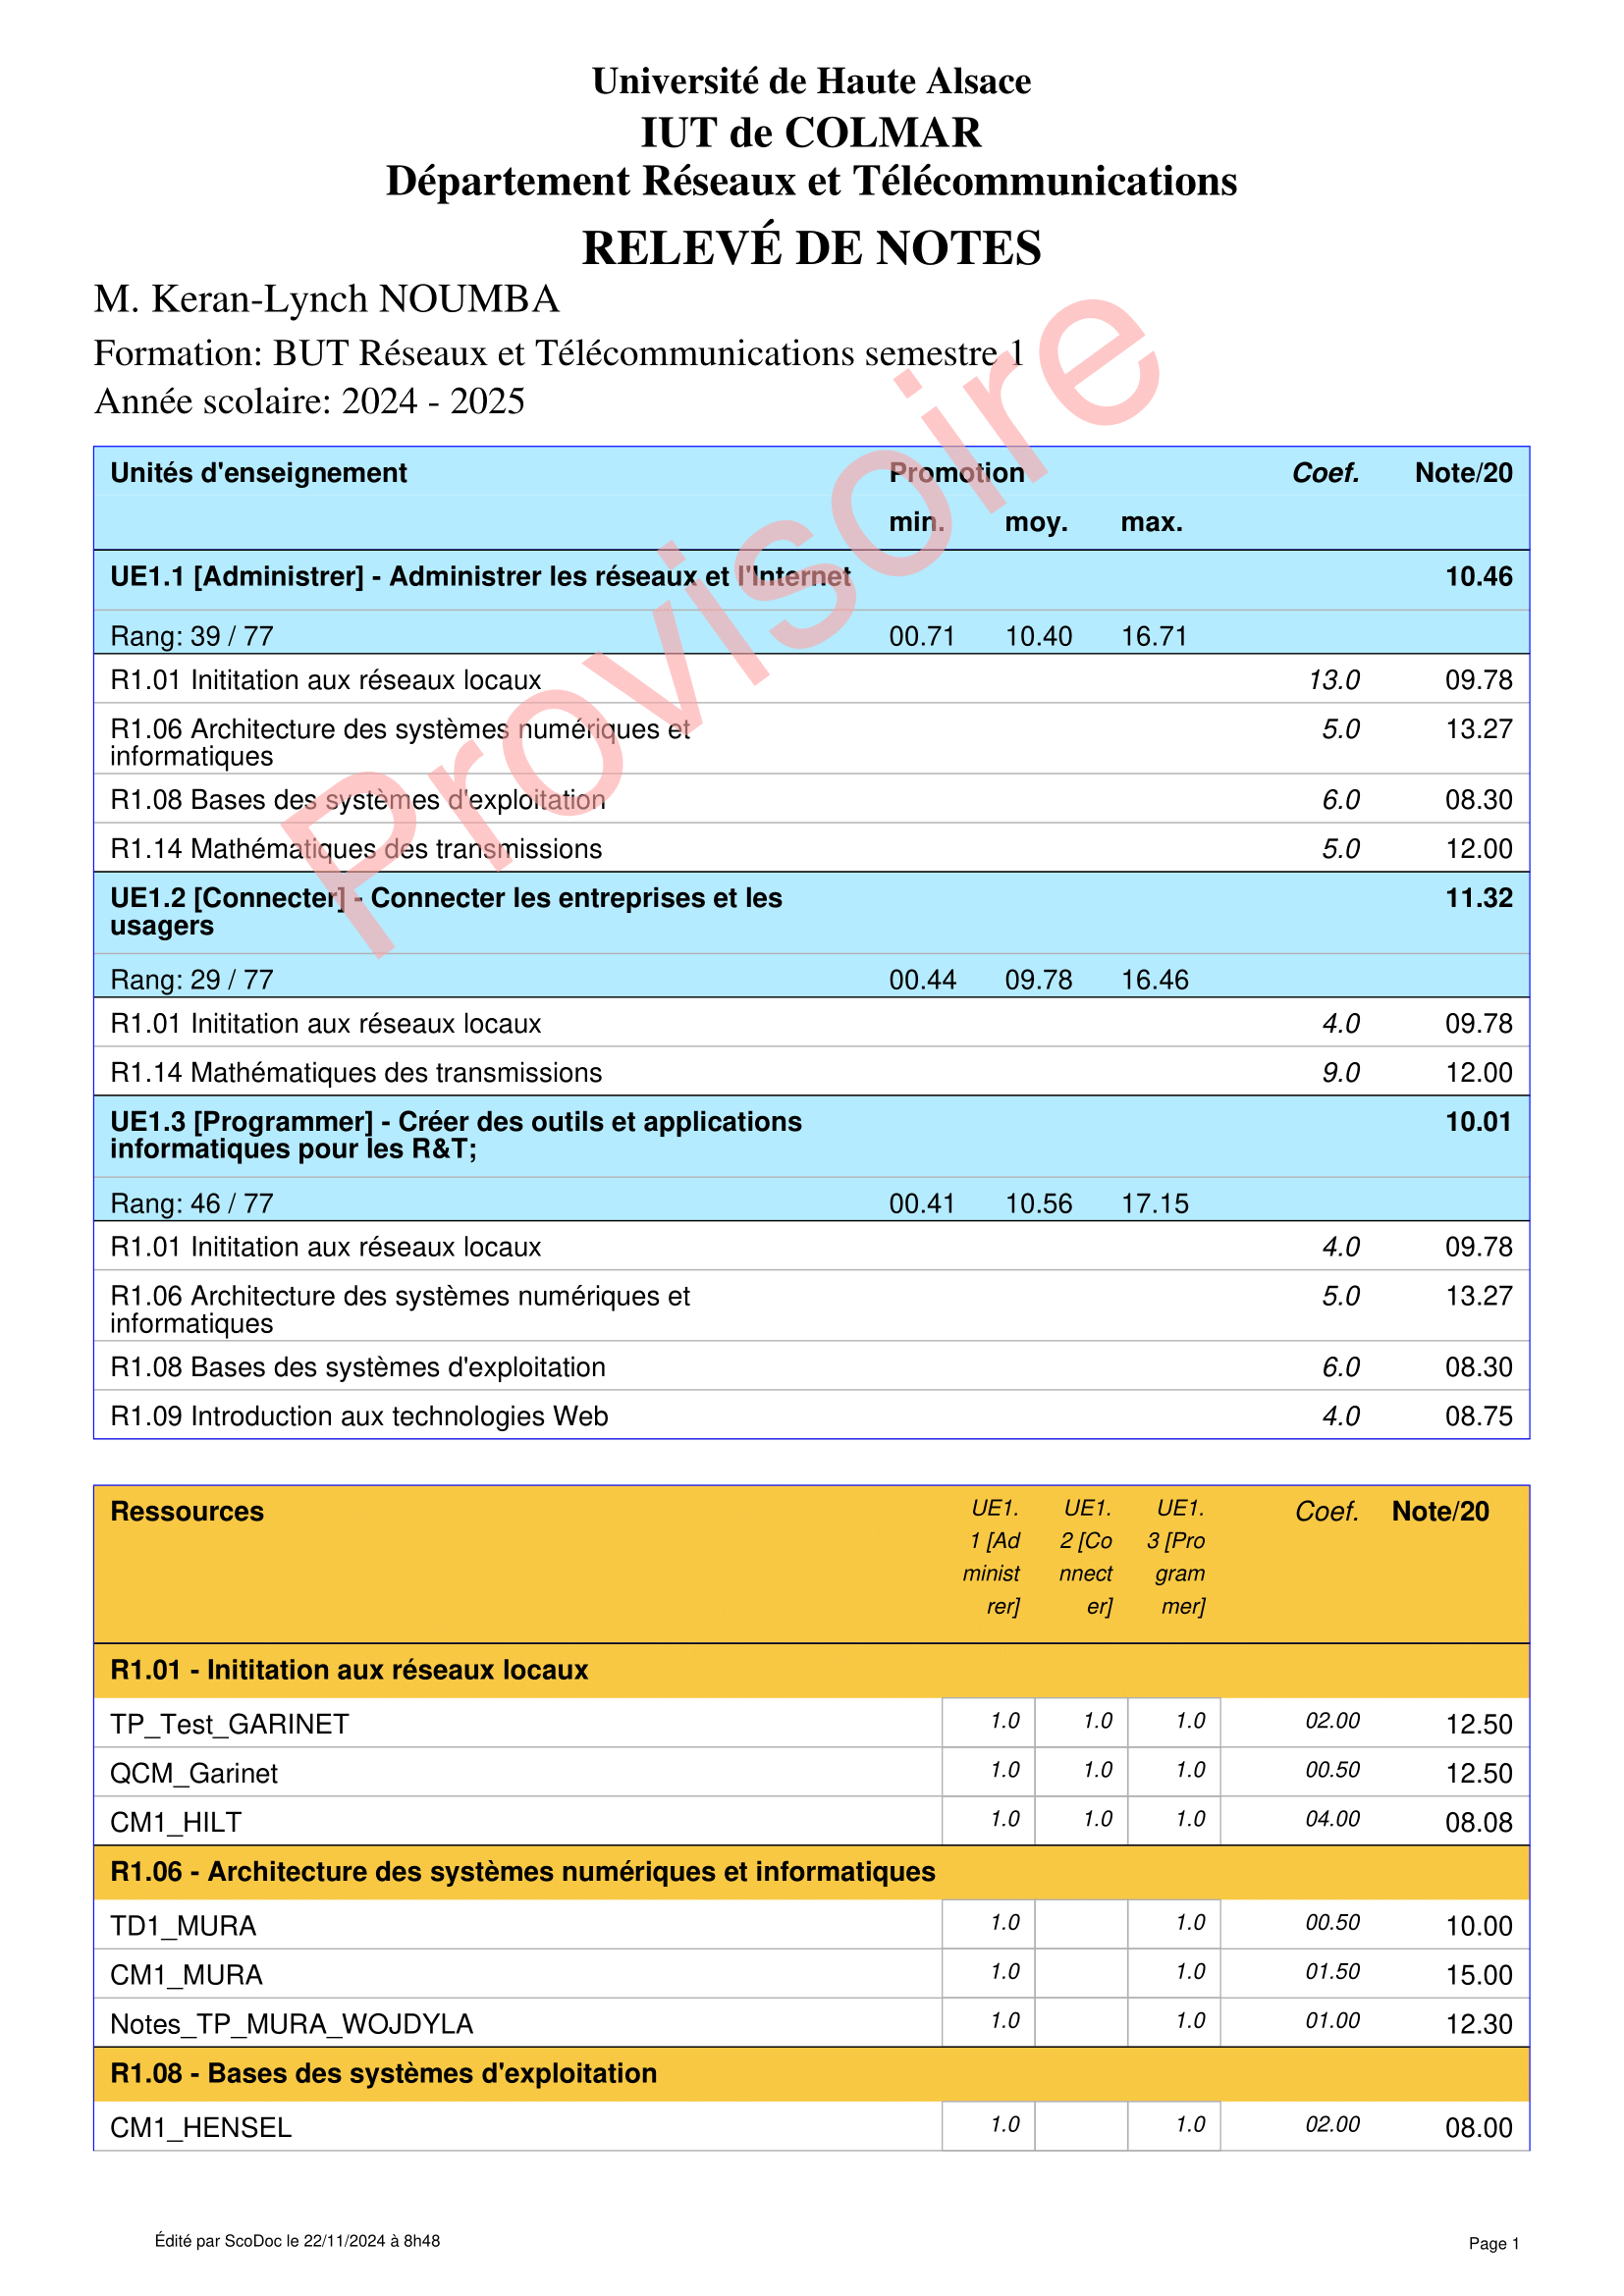 Université de Haute Alsace
IUT de COLMAR
Département Réseaux et Télécommunications
RELEVÉ DE NOTES
M. Keran-Lynch NOUMBA
Formation: BUT Réseaux et Télécommunications semestre 1
Année scolaire: 2024 - 2025
Provisoire
Unités d'enseignement Promotion Coef. Note/20
min. moy. max.
UE1.1 [Administrer] - Administrer les réseaux et l'Internet 10.46
Rang: 39 / 77 00.71 10.40 16.71
R1.01 Inititation aux réseaux locaux 13.0 09.78
R1.06 Architecture des systèmes numériques et 5.0 13.27
informatiques
R1.08 Bases des systèmes d'exploitation 6.0 08.30
R1.14 Mathématiques des transmissions 5.0 12.00
UE1.2 [Connecter] - Connecter les entreprises et les 11.32
usagers
Rang: 29 / 77 00.44 09.78 16.46
R1.01 Inititation aux réseaux locaux 4.0 09.78
R1.14 Mathématiques des transmissions 9.0 12.00
UE1.3 [Programmer] - Créer des outils et applications 10.01
informatiques pour les R&T;
Rang: 46 / 77 00.41 10.56 17.15
R1.01 Inititation aux réseaux locaux 4.0 09.78
R1.06 Architecture des systèmes numériques et 5.0 13.27
informatiques
R1.08 Bases des systèmes d'exploitation 6.0 08.30
R1.09 Introduction aux technologies Web 4.0 08.75
Ressources UE1. UE1. UE1. Coef. Note/20
1 [Ad 2 [Co 3 [Pro
minist nnect gram
rer] er] mer]
R1.01 - Inititation aux réseaux locaux
TP_Test_GARINET 1.0 1.0 1.0 02.00 12.50
QCM_Garinet 1.0 1.0 1.0 00.50 12.50
CM1_HILT 1.0 1.0 1.0 04.00 08.08
R1.06 - Architecture des systèmes numériques et informatiques
TD1_MURA 1.0 1.0 00.50 10.00
CM1_MURA 1.0 1.0 01.50 15.00
Notes_TP_MURA_WOJDYLA 1.0 1.0 01.00 12.30
R1.08 - Bases des systèmes d'exploitation
CM1_HENSEL 1.0 1.0 02.00 08.00
Édité par ScoDoc le 22/11/2024 à 8h48 Page 1